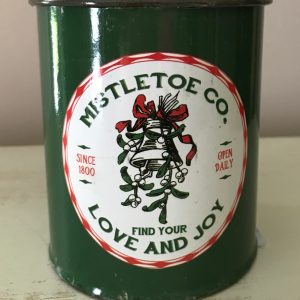 MISTLETOE CO.
SINCE
1800
OPEN
DAILY
FIND YOUR
LOVE AND JOY